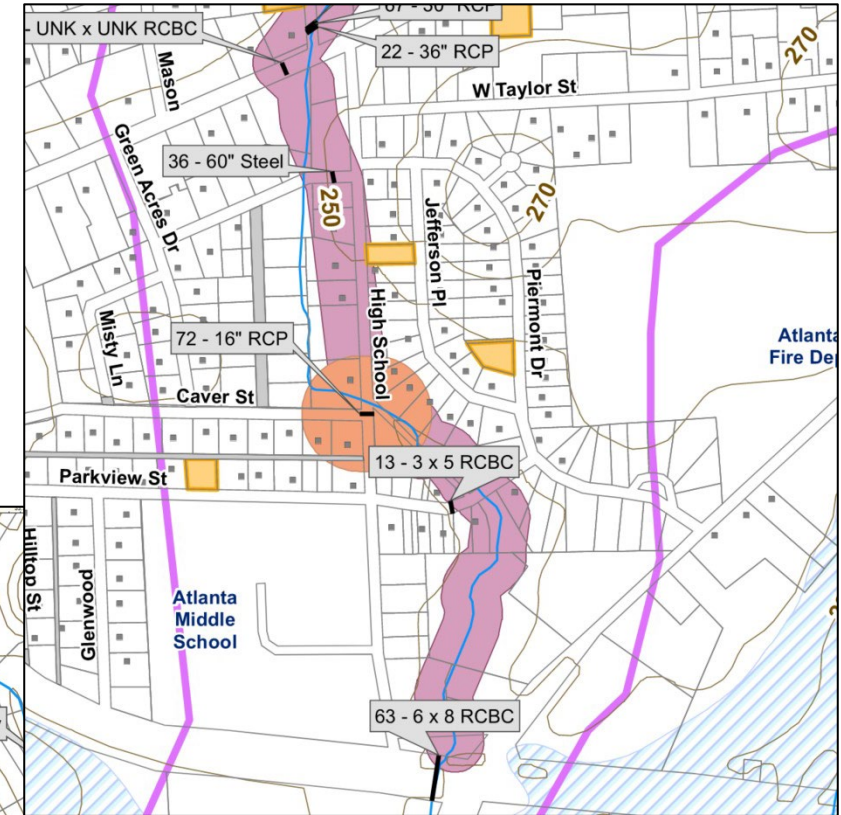 UNK x UNK RCBC
22 - 36" RCP
270
W Taylor St
Mason
Green Acres Dr
36 - 60" Steel
250
270
Jefferson Pl
Piermont Dr
High School
Misty Ln
72 - 16" RCP
Caver St
Atlanta
13 - 3 x 5 RCBC
Parkview St
Hilltop St
Glenwood
Atlanta
Middle
School
63 - 6 x 8 RCBC